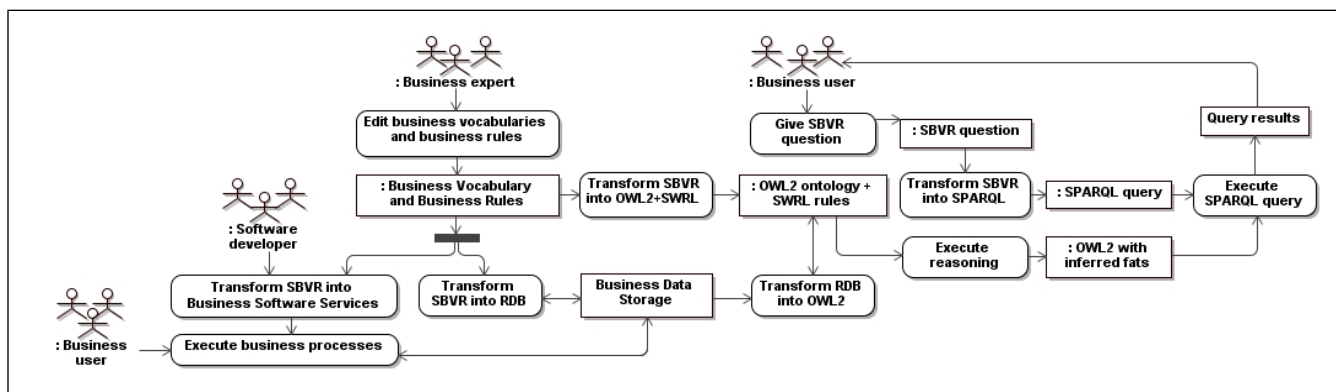 : Business expert
: Business user
Edit business vocabularies
and business rules
Give SBVR
question
: SBVR question
Query results
: Business Vocabulary
and Business Rules
Transform SBVR
into OWL2+SWRL
: OWL2 ontology +
SWRL rules
Transform SBVR
into SPARQL
: SPARQL query
Execute
SPARQL query
: Software
developer
Execute
reasoning
: OWL2 with
inferred fats
Transform SBVR into
Business Software Services
Transform
SBVR into RDB
Business Data
Storage
Transform RDB
into OWL2
: Business
user
Execute business processes